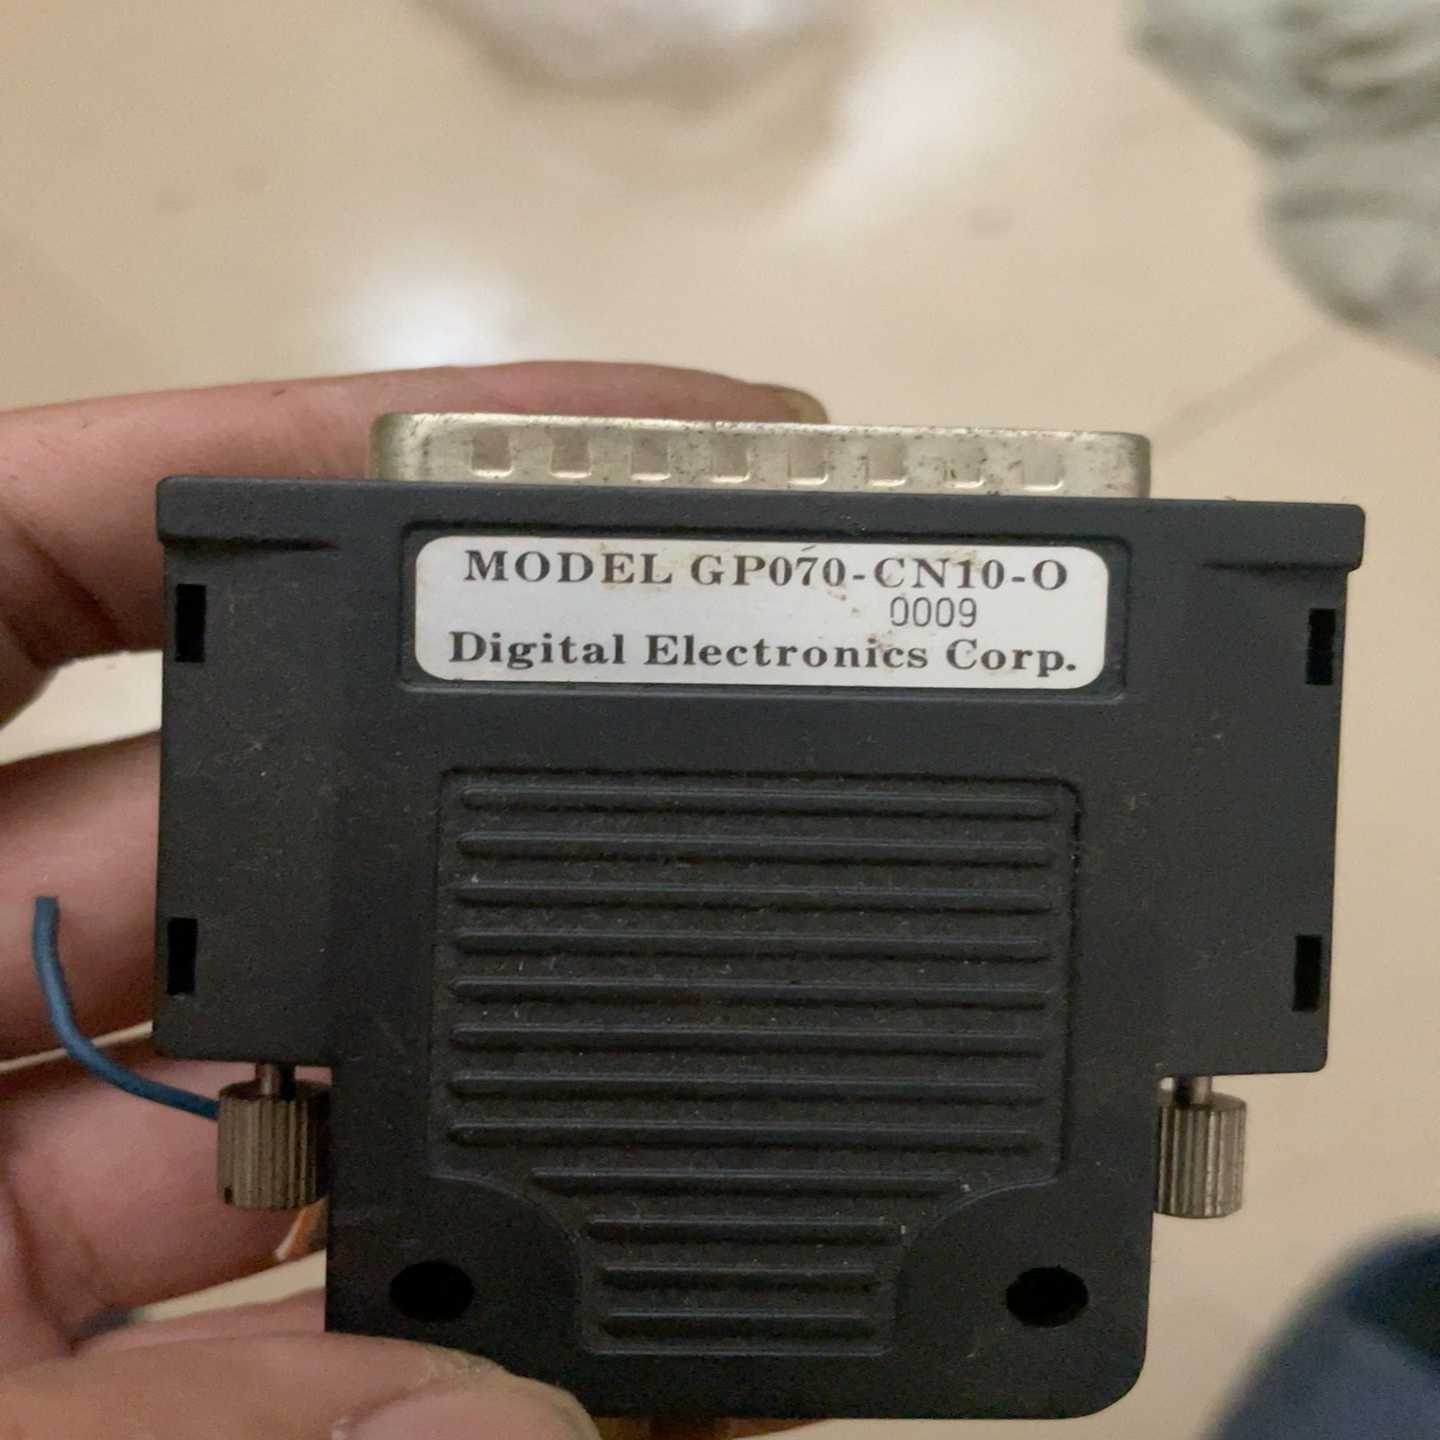 MODEL GP070-CN10-O
0009
Digital Electronics Corp.